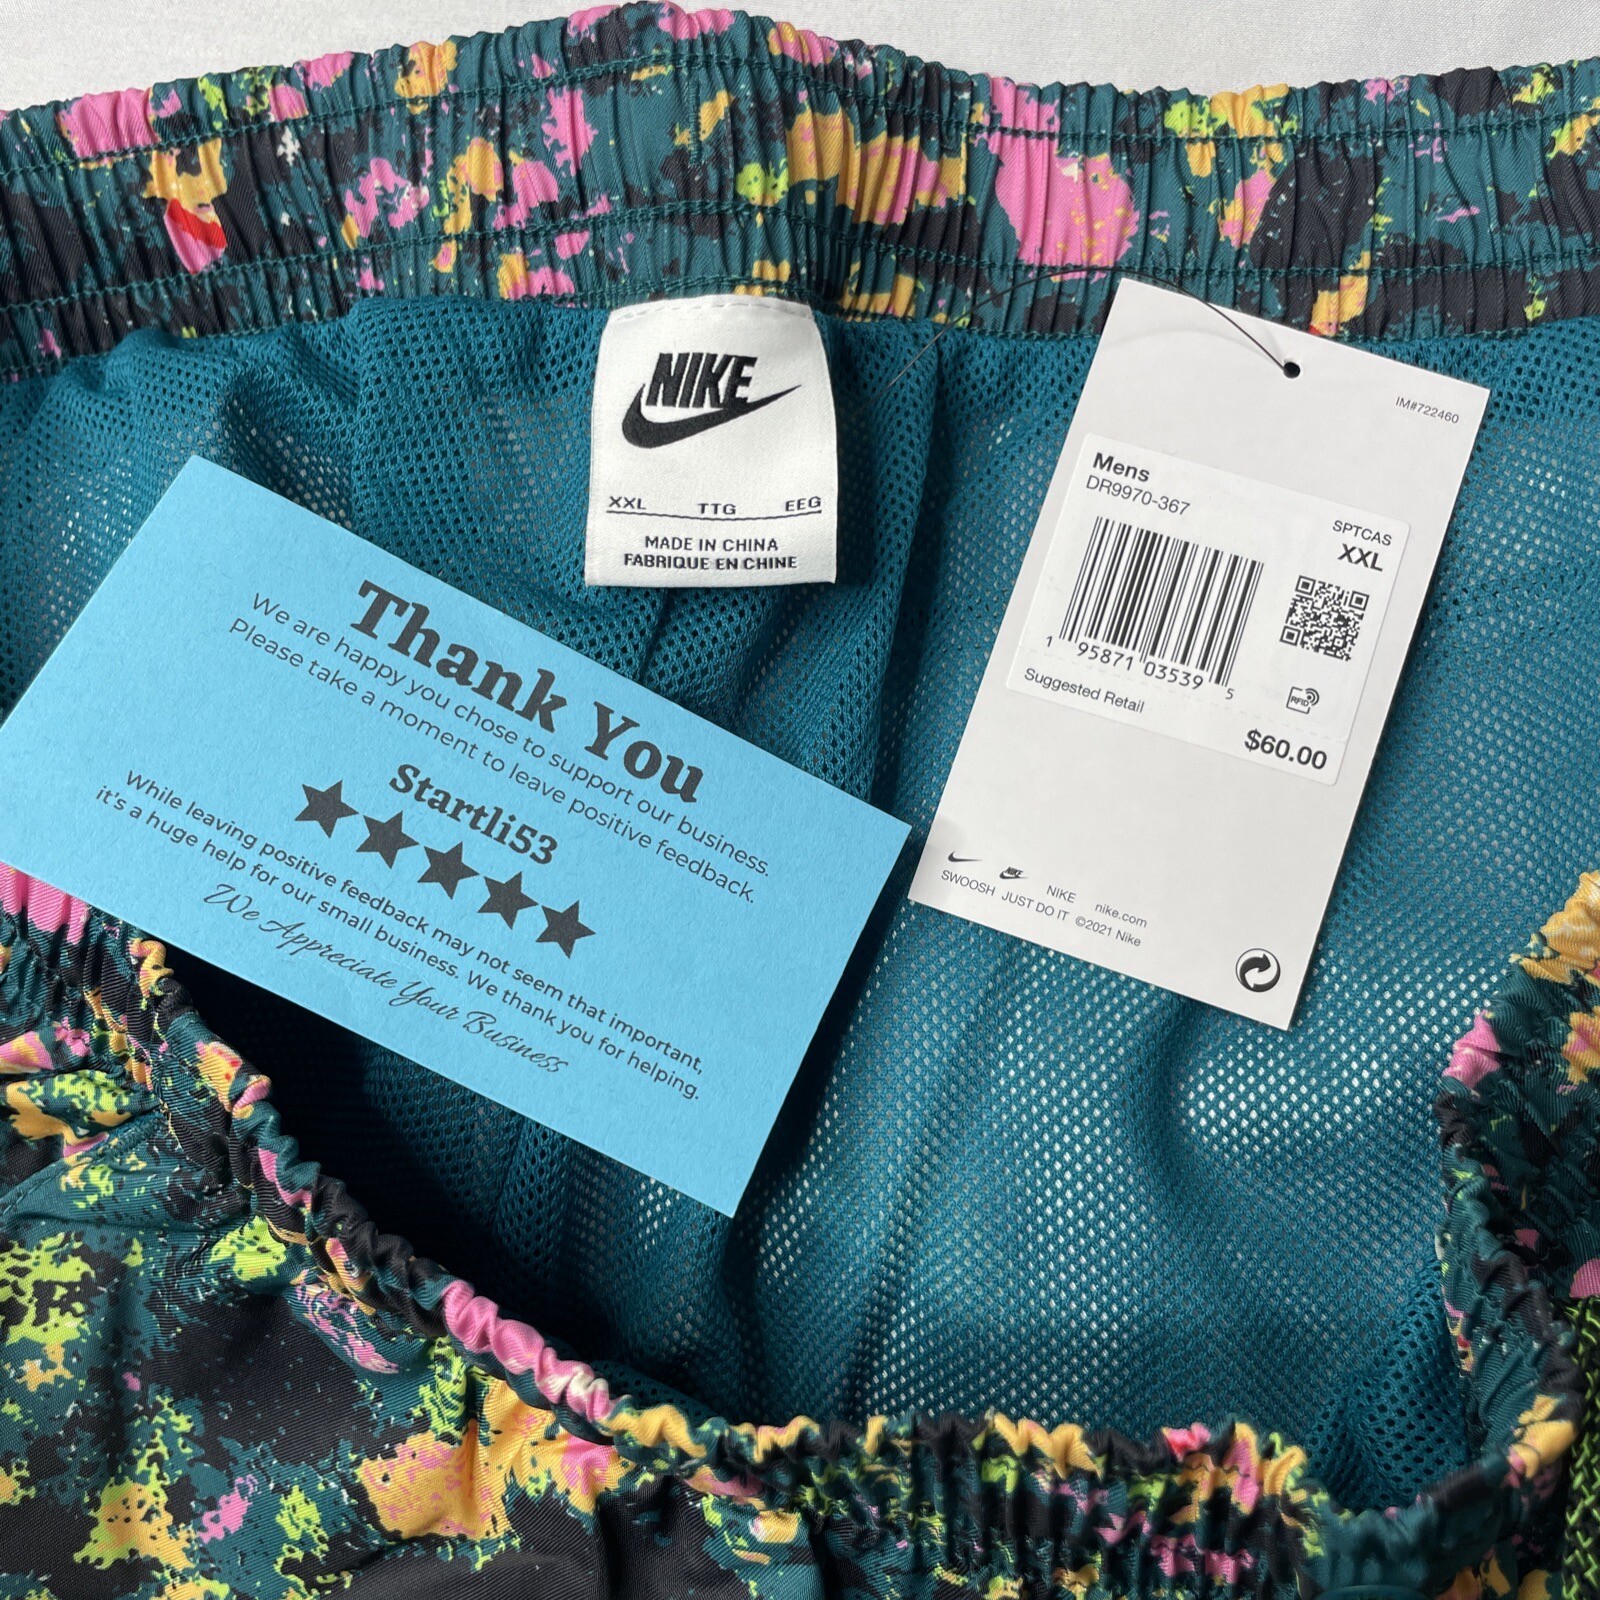 NIKE
XXL TTG EEG
MADE IN CHINA
FABRIQUE EN CHINE
IM#722460
Mens
DR9970-367
SPTCAS
XXL
1 95871 03539 5
RFID
Suggested Retail
$60.00
NIKE
SWOOSH JUST DO IT NIKE nike.com
©2021 Nike
Thank You
We are happy you chose to support our business.
Please take a moment to leave positive feedback.
Startli53
While leaving positive feedback may not seem that important,
it's a huge help for our small business. We thank you for helping.
We Appreciate Your Business